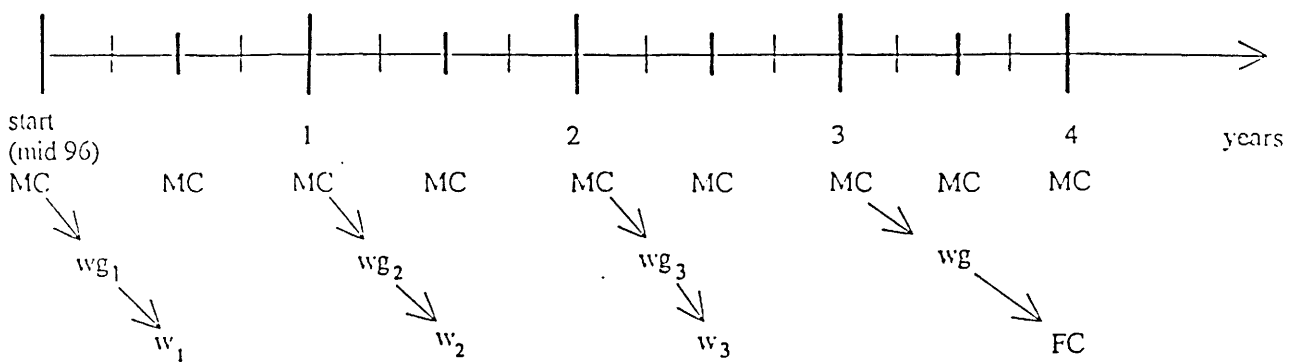 start 1 2 3 4 years
(mid 96)
MC MC MC MC MC MC MC MC MC
wg₁ wg₂ wg₃ wg
w₁ w₂ w₃ FC